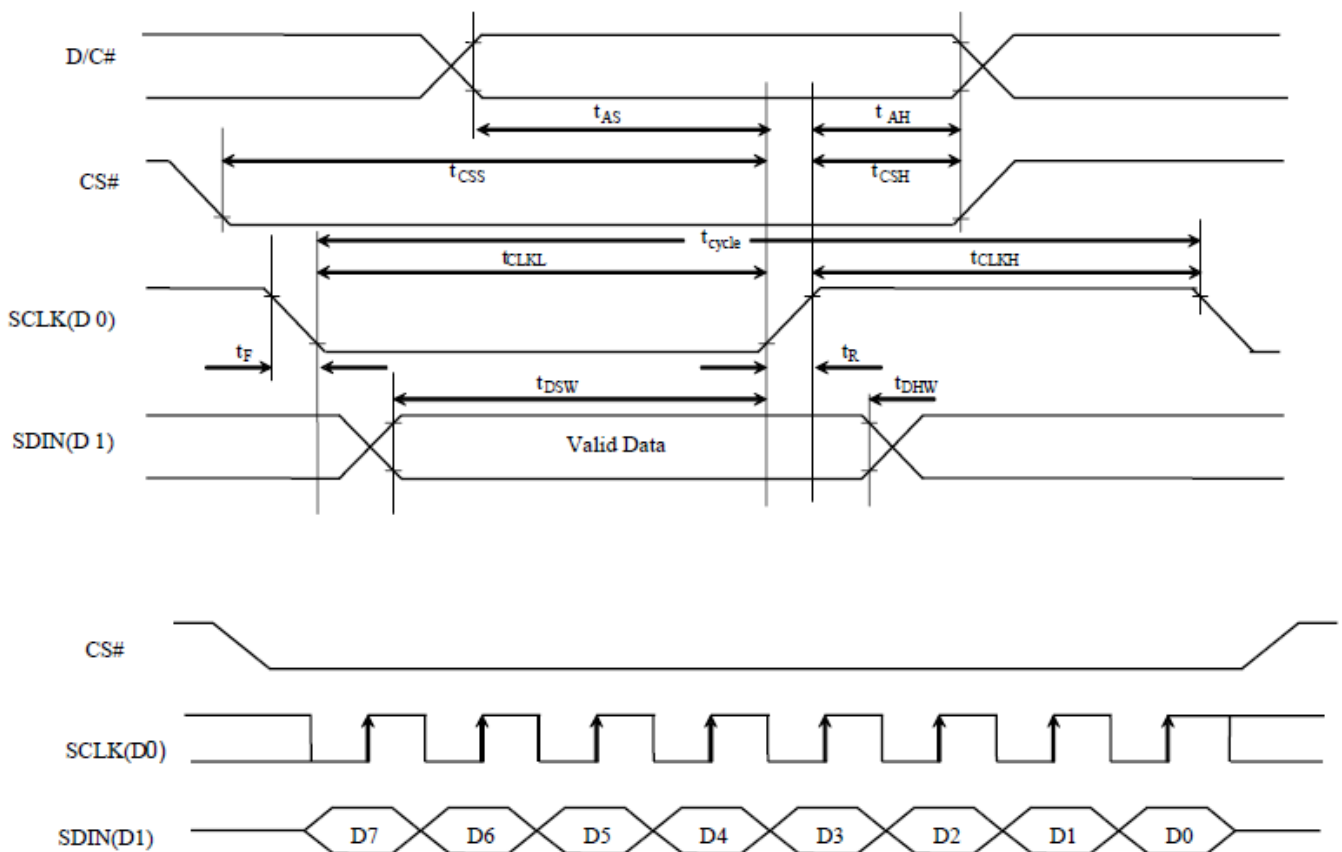 D/C#
tAS
t AH
CS#
tCSS
tCSH
tcycle
tCLKL
tCLKH
SCLK(D 0)
tF
tR
tDSW
tDHW
SDIN(D 1)
Valid Data
CS#
SCLK(D0)
SDIN(D1)
D7 D6 D5 D4 D3 D2 D1 D0